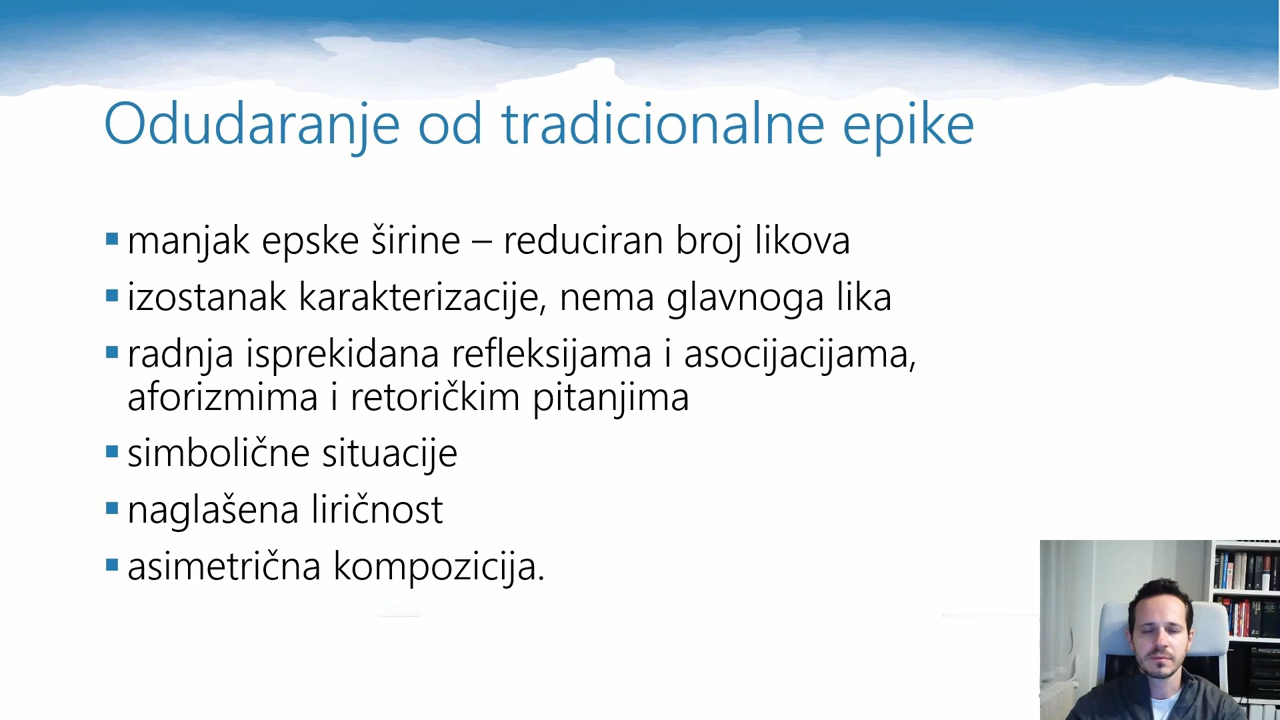 Odudaranje od tradicionalne epike
▪ manjak epske širine – reduciran broj likova
▪ izostanak karakterizacije, nema glavnoga lika
▪ radnja isprekidana refleksijama i asocijacijama,
aforizmima i retoričkim pitanjima
▪ simbolične situacije
▪ naglašena liričnost
▪ asimetrična kompozicija.